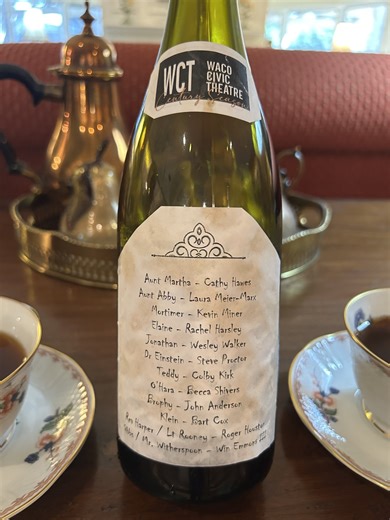 WCT WACO
CIVIC
THEATRE
Century Season
Aunt Martha - Cathy Hawes
Aunt Abby - Laura Meier-Marx
Mortimer - Kevin Miner
Elaine - Rachel Harsley
Jonathan - Wesley Walker
Dr Einstein - Steve Proctor
Teddy - Colby Kirk
O'Hara - Becca Shivers
Brophy - John Anderson
Klein - Bart Cox
Rev Harper / Lt Rooney - Roger
/ Mr. Witherspoon - Win Emmons